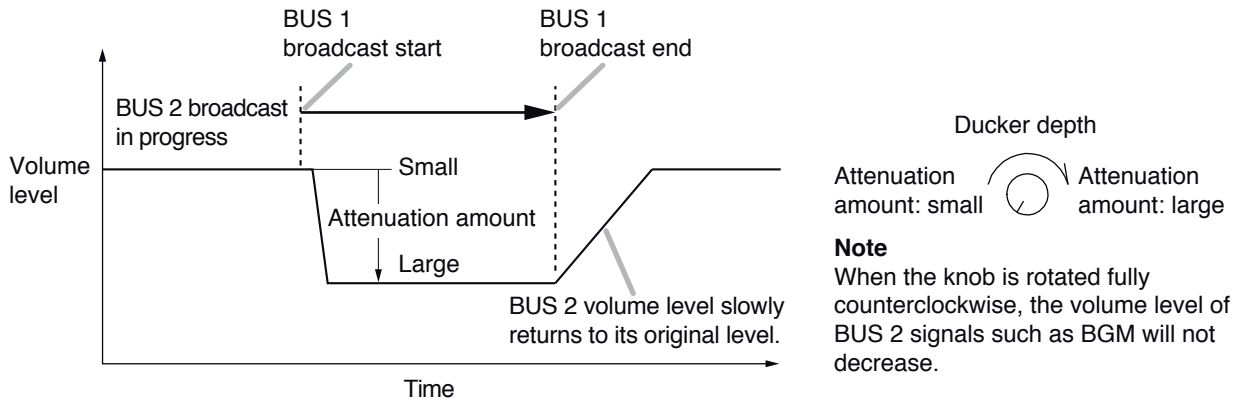 BUS 1
broadcast start
BUS 1
broadcast end
BUS 2 broadcast
in progress
Volume
level
Small
Attenuation amount
Large
BUS 2 volume level slowly
returns to its original level.
Time
Ducker depth
Attenuation
amount: small
Attenuation
amount: large
Note
When the knob is rotated fully
counterclockwise, the volume level of
BUS 2 signals such as BGM will not
decrease.